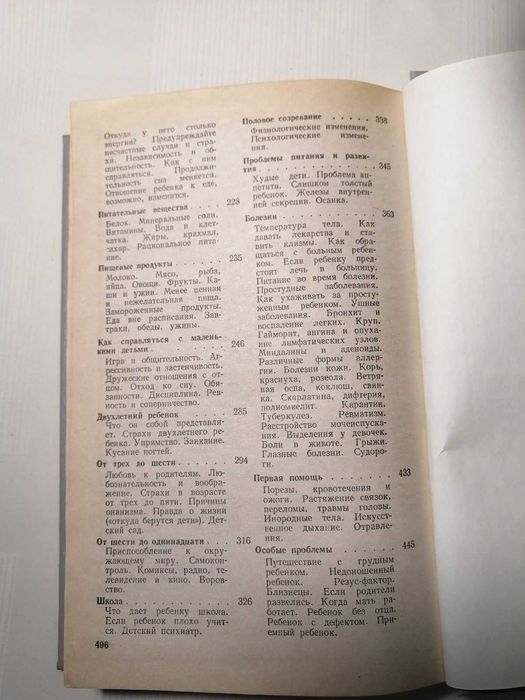 Откуда у него столько
энергии? Предупреждайте
несчастные случаи и стра-
хи. Независимость и об-
щительность. Как с ним
справляться. Продолжи-
тельность сна меняется.
Отношение ребенка к еде,
возможно, изменится.
Питательные вещества . . . . . 228
Белок. Минеральные соли.
Витамины. Вода и клет-
чатка. Жиры, крахмал,
сахар. Рациональное пита-
ние.
Пищевые продукты . . . . . 235
Молоко. Мясо, рыба,
яйца. Овощи. Фрукты. Ка-
ши и ужин. Менее ценная
и нежелательная пища.
Замороженные продукты.
Еда вне расписания. Зав-
траки, обеды, ужины.
Как справляться с малень-
кими детьми . . . . . . 246
Игра и общительность. Аг-
рессивность и застенчивость.
Дружеские отношения с от-
цом. Отход ко сну. Обя-
занности. Дисциплина. Рев-
ность и соперничество.
Двухлетний ребенок . . . . 285
Что он собой представ-
ляет. Страхи двухлетнего ре-
бенка. Упрямство. Заикание.
Кусание ногтей.
От трех до шести . . . . . . 294
Любовь к родителям. Лю-
бознательность и вообра-
жение. Страхи в возрасте
от трех до пяти. Причины
онанизма. Правда о жизни
(«откуда берутся дети»). Дет-
ский сад.
От шести до одиннадцати . . 316
Приспособление к окру-
жающему миру. Самокон-
троль. Комиксы, радио, те-
левидение и кино. Воров-
ство.
Школа . . . . . . . . . 326
Что дает ребенку школа.
Если ребенок плохо учит-
ся. Детский психиатр.
496
Половое созревание . . . . . 338
Физиологические изменения.
Психологические измене-
ния.
Проблемы питания и разви-
тия . . . . . . . . . . 345
Худые дети. Проблема ап-
петита. Слишком толстый
ребенок. Железы внутрен-
ней секреции. Осанка.
Болезни . . . . . . . . . 363
Температура тела. Как
давать лекарства и ста-
вить клизмы. Как обра-
щаться с больным ребен-
ком. Если ребенку пред-
стоит лечь в больницу.
Питание во время болезни.
Простудные заболевания.
Как ухаживать за просту-
женным ребенком. Ушные
заболевания. Бронхит и
воспаление легких. Круп.
Гайморит, ангина и опуха-
ние лимфатических узлов.
Миндалины и аденоиды.
Различные формы аллер-
гии. Болезни кожи. Корь,
краснуха, розеола. Ветря-
ная оспа, коклюш, свин-
ка. Скарлатина, дифтерия,
полиомиелит. Карантин.
Туберкулез. Ревматизм.
Расстройство мочеиспуска-
ния. Выделения у девочек.
Боли в животе. Грыжи.
Глазные болезни. Судоро-
ги.
Первая помощь . . . . . . 433
Порезы, кровотечения и
ожоги. Растяжение связок,
переломы, травмы головы.
Инородные тела. Искусст-
венное дыхание. Отравле-
ния.
Особые проблемы . . . . . 445
Путешествие с грудным
ребенком. Недоношенный
ребенок. Резус-фактор.
Близнецы. Если родители
развелись. Когда мать ра-
ботает. Ребенок без отца.
Ребенок с дефектом. При-
емный ребенок.